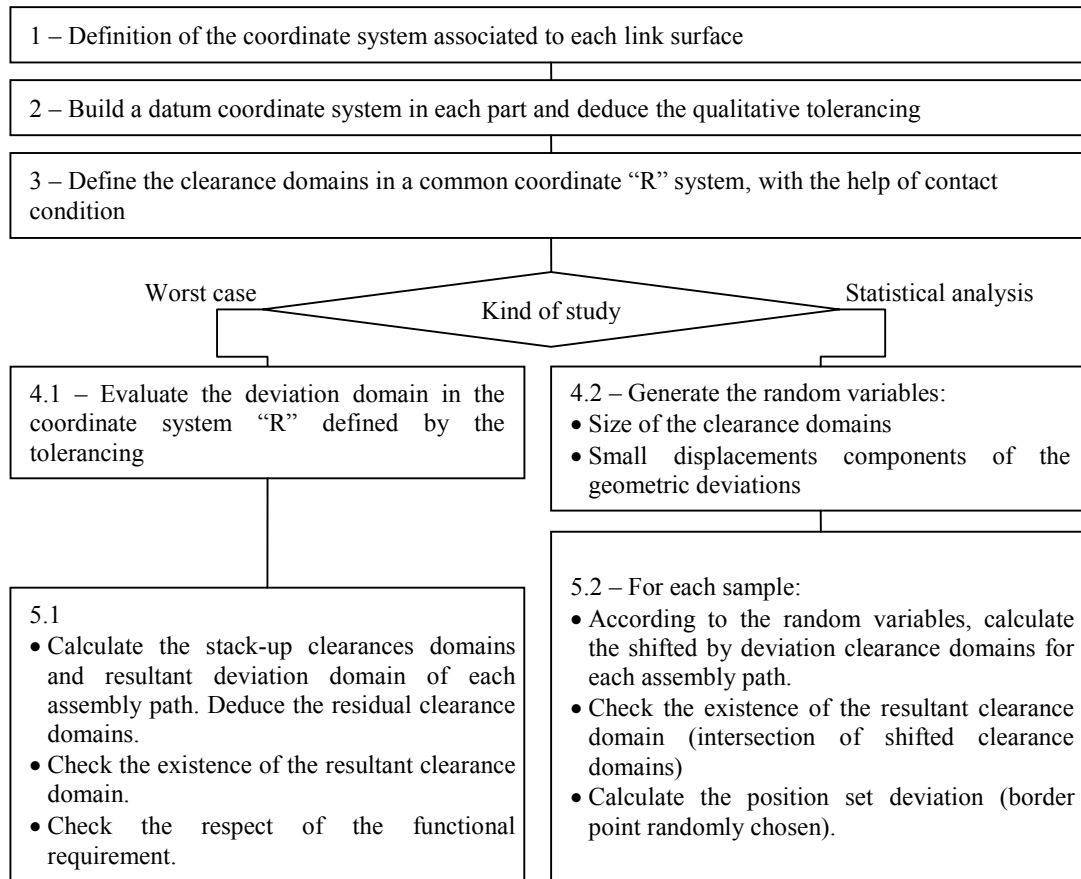 1 – Definition of the coordinate system associated to each link surface
2 – Build a datum coordinate system in each part and deduce the qualitative tolerancing
3 – Define the clearance domains in a common coordinate “R” system, with the help of contact
condition
Worst case
Kind of study
Statistical analysis
4.1 – Evaluate the deviation domain in the
coordinate system “R” defined by the
tolerancing
4.2 – Generate the random variables:
• Size of the clearance domains
• Small displacements components of the
geometric deviations
5.1
• Calculate the stack-up clearances domains
and resultant deviation domain of each
assembly path. Deduce the residual clearance
domains.
• Check the existence of the resultant clearance
domain.
• Check the respect of the functional
requirement.
5.2 – For each sample:
• According to the random variables, calculate
the shifted by deviation clearance domains for
each assembly path.
• Check the existence of the resultant clearance
domain (intersection of shifted clearance
domains)
• Calculate the position set deviation (border
point randomly chosen).